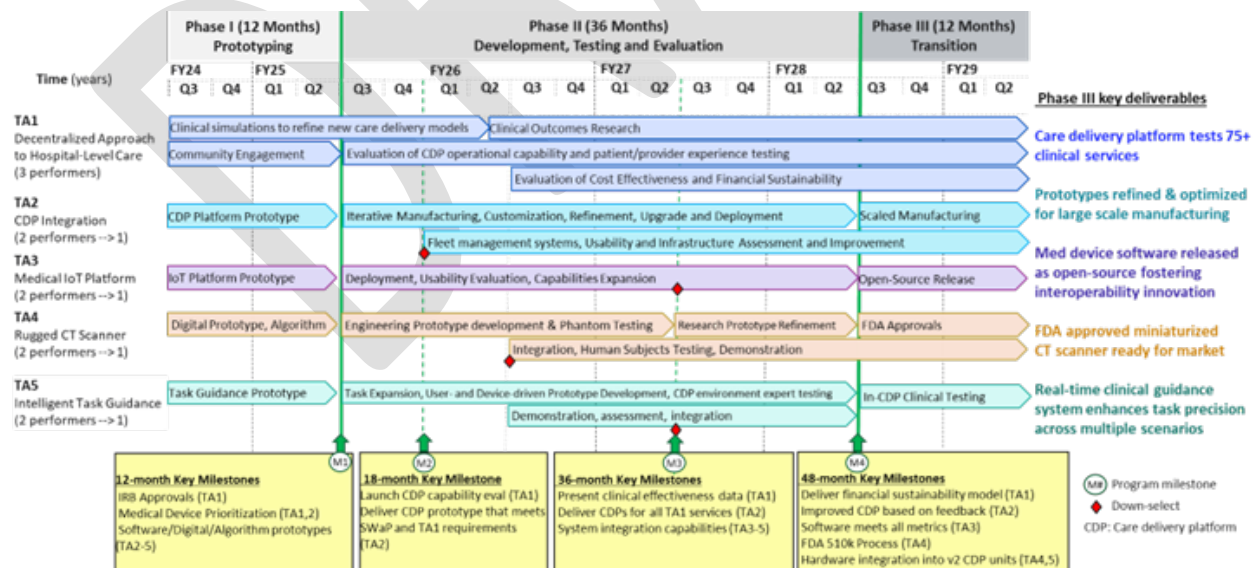 Phase I (12 Months)
Prototyping
Phase II (36 Months)
Development, Testing and Evaluation
Phase III (12 Months)
Transition
Time (years)
FY24 FY25 FY26 FY27 FY28 FY29
Q3 Q4 Q1 Q2 Q3 Q4 Q1 Q2 Q3 Q4 Q1 Q2 Q3 Q4 Q1 Q2 Q3 Q4 Q1 Q2
Phase III key deliverables
TA1
Decentralized Approach
to Hospital-Level Care
(3 performers)
Clinical simulations to refine new care delivery models
Clinical Outcomes Research
Community Engagement
Evaluation of CDP operational capability and patient/provider experience testing
Evaluation of Cost Effectiveness and Financial Sustainability
Care delivery platform tests 75+
clinical services
TA2
CDP Integration
(2 performers --> 1)
CDP Platform Prototype
Iterative Manufacturing, Customization, Refinement, Upgrade and Deployment
Scaled Manufacturing
Fleet management systems, Usability and Infrastructure Assessment and Improvement
Prototypes refined & optimized
for large scale manufacturing
TA3
Medical IoT Platform
(2 performers --> 1)
IoT Platform Prototype
Deployment, Usability Evaluation, Capabilities Expansion
Open-Source Release
Med device software released
as open-source fostering
interoperability innovation
TA4
Rugged CT Scanner
(2 performers --> 1)
Digital Prototype, Algorithm
Engineering Prototype development & Phantom Testing
Research Prototype Refinement
FDA Approvals
Integration, Human Subjects Testing, Demonstration
FDA approved miniaturized
CT scanner ready for market
TA5
Intelligent Task Guidance
(2 performers --> 1)
Task Guidance Prototype
Task Expansion, User- and Device-driven Prototype Development, CDP environment expert testing
In-CDP Clinical Testing
Demonstration, assessment, integration
Real-time clinical guidance
system enhances task precision
across multiple scenarios
M1
M2
M3
M4
12-month Key Milestones
IRB Approvals (TA1)
Medical Device Prioritization (TA1,2)
Software/Digital/Algorithm prototypes
(TA2-5)
18-month Key Milestone
Launch CDP capability eval (TA1)
Deliver CDP prototype that meets
SWaP and TA1 requirements
(TA2)
36-month Key Milestones
Present clinical effectiveness data (TA1)
Deliver CDPs for all TA1 services (TA2)
System integration capabilities (TA3-5)
48-month Key Milestones
Deliver financial sustainability model (TA1)
Improved CDP based on feedback (TA2)
Software meets all metrics (TA3)
FDA 510k Process (TA4)
Hardware integration into v2 CDP units (TA4,5)
M# Program milestone
Down-select
CDP: Care delivery platform